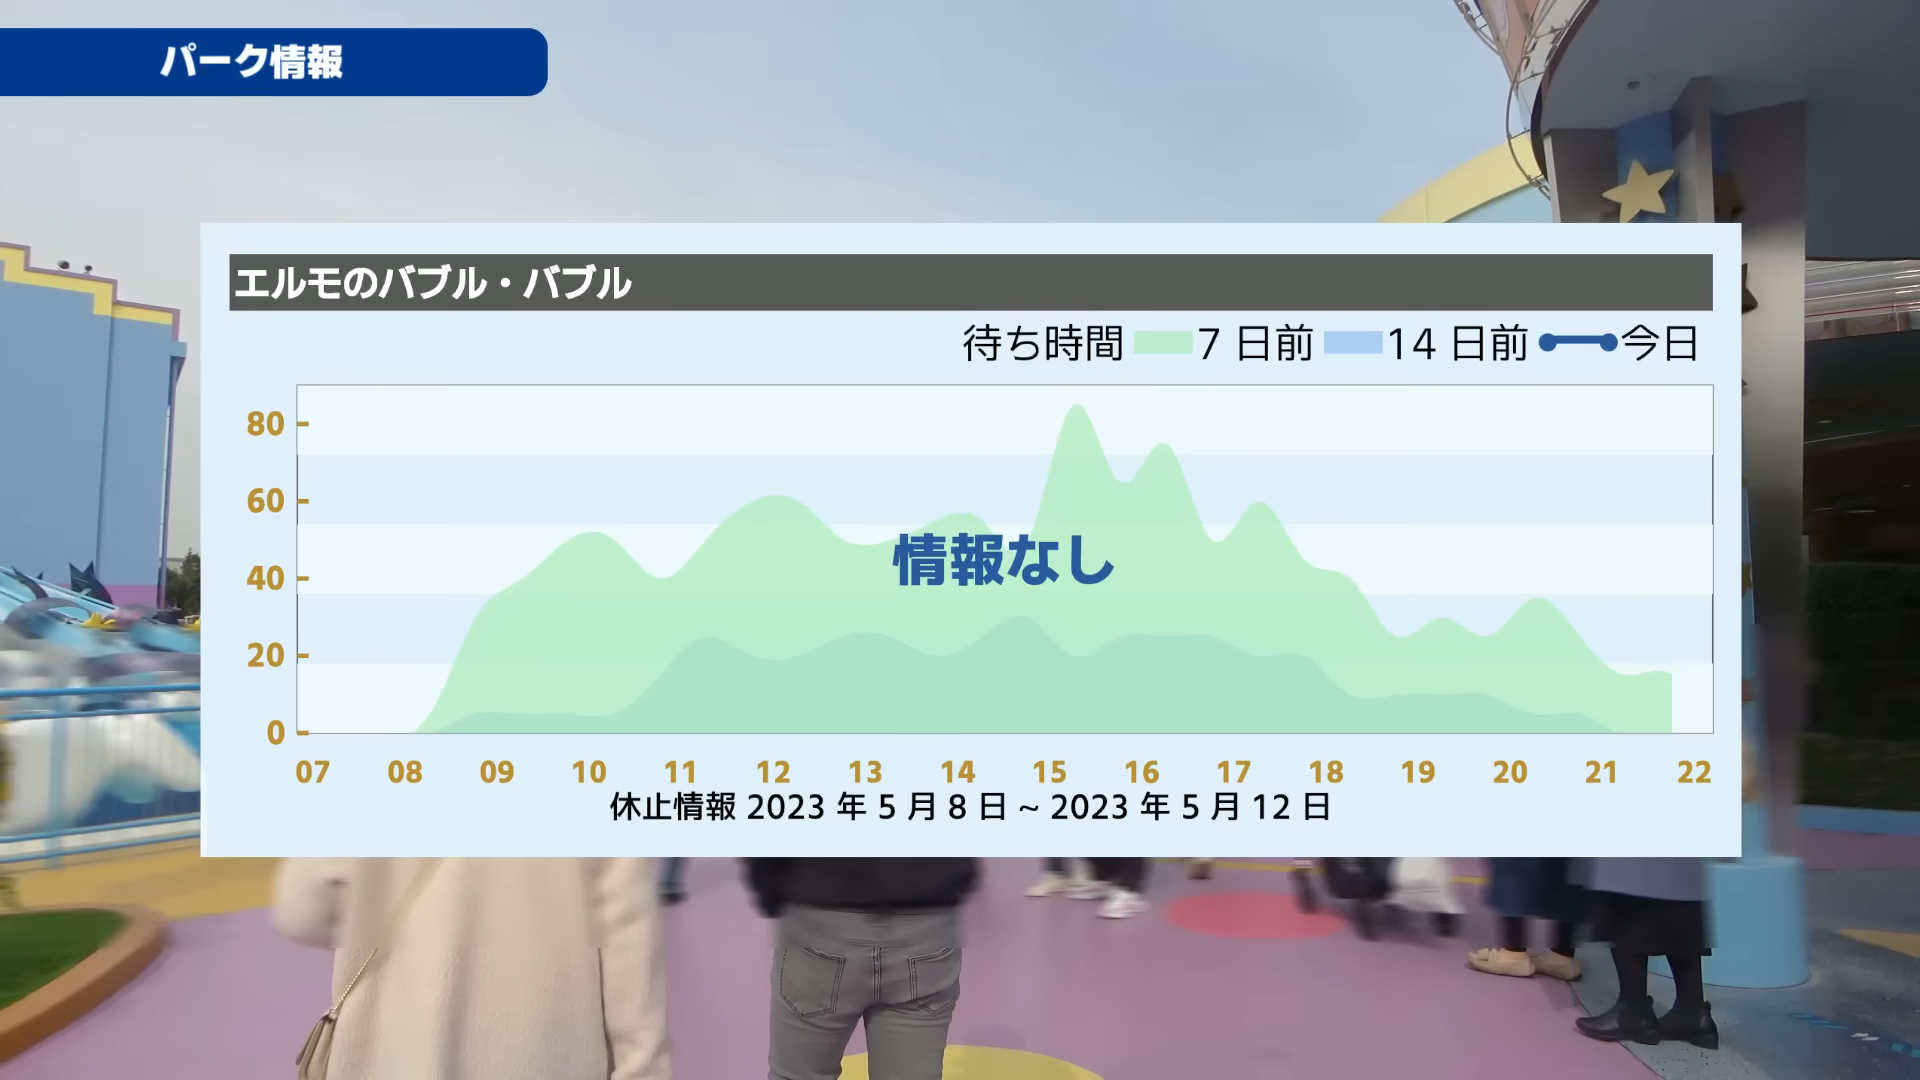 パーク情報
エルモのバブル・バブル
待ち時間 7 日前 14 日前 今日
80
60
40
20
0
情報なし
07 08 09 10 11 12 13 14 15 16 17 18 19 20 21 22
休止情報 2023 年 5 月 8 日 ~ 2023 年 5 月 12 日